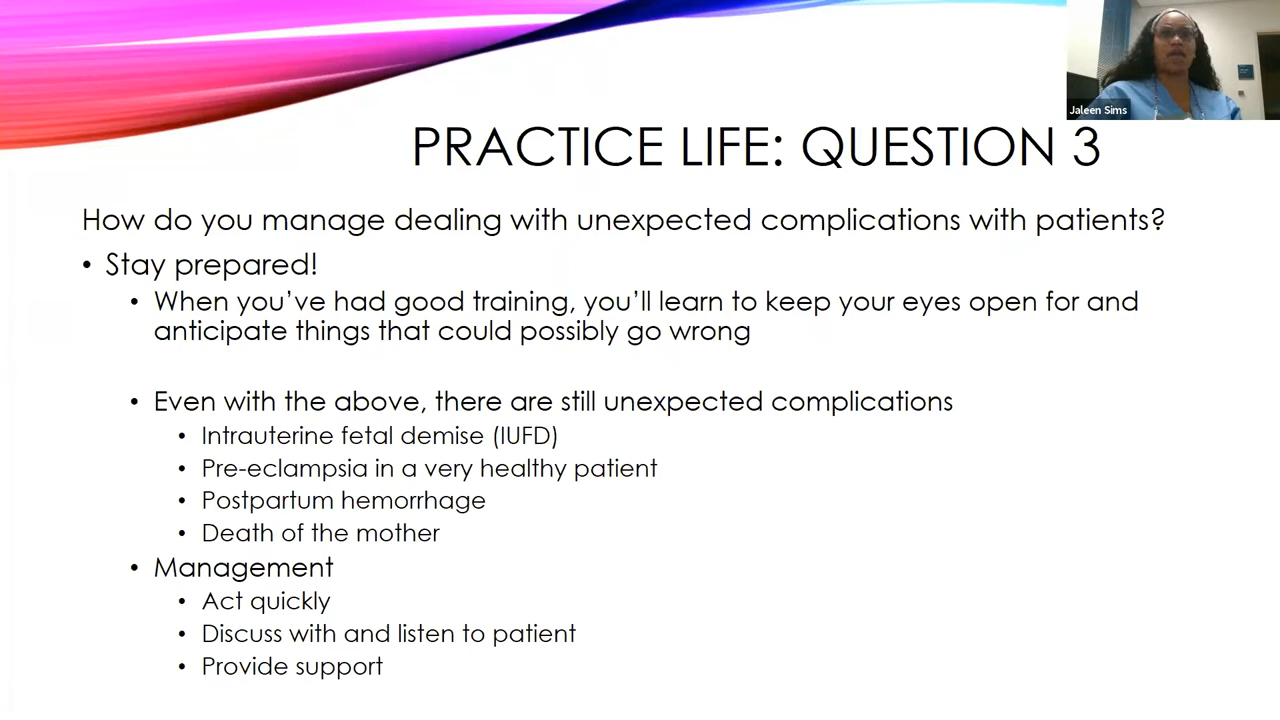 Jaleen Sims
PRACTICE LIFE: QUESTION 3
How do you manage dealing with unexpected complications with patients?
• Stay prepared!
• When you've had good training, you'll learn to keep your eyes open for and
anticipate things that could possibly go wrong
• Even with the above, there are still unexpected complications
• Intrauterine fetal demise (IUFD)
• Pre-eclampsia in a very healthy patient
• Postpartum hemorrhage
• Death of the mother
• Management
• Act quickly
• Discuss with and listen to patient
• Provide support